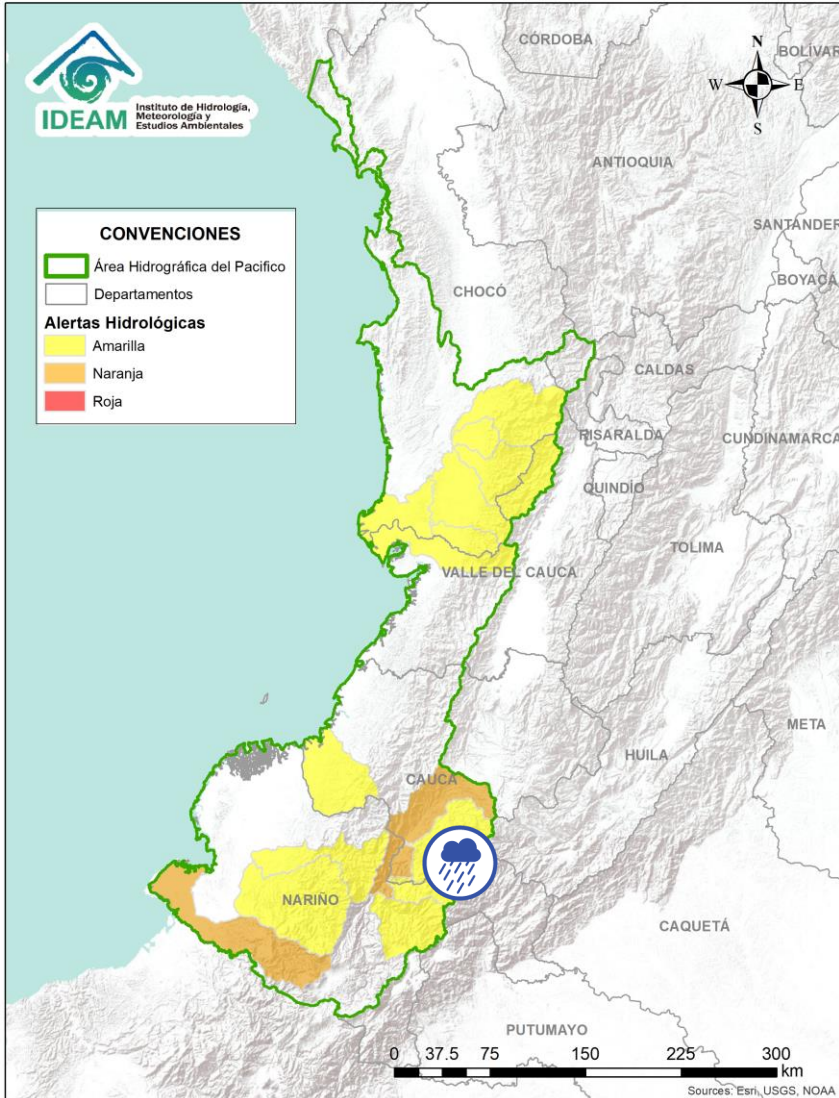 CÓRDOBA
BOLÍVAR
N
W
E
S
IDEAM
Instituto de Hidrología,
Meteorología y
Estudios Ambientales
ANTIOQUIA
SANTANDER
CONVENCIONES
Área Hidrográfica del Pacifico
Departamentos
Alertas Hidrológicas
Amarilla
Naranja
Roja
BOYACÁ
CHOCÓ
CALDAS
RISARALDA
CUNDINAMARCA
QUINDÍO
TOLIMA
VALLE DEL CAUCA
META
HUILA
CAUCA
NARIÑO
CAQUETÁ
PUTUMAYO
0 37.5 75 150 225 300
km
Sources: Esri, USGS, NOAA